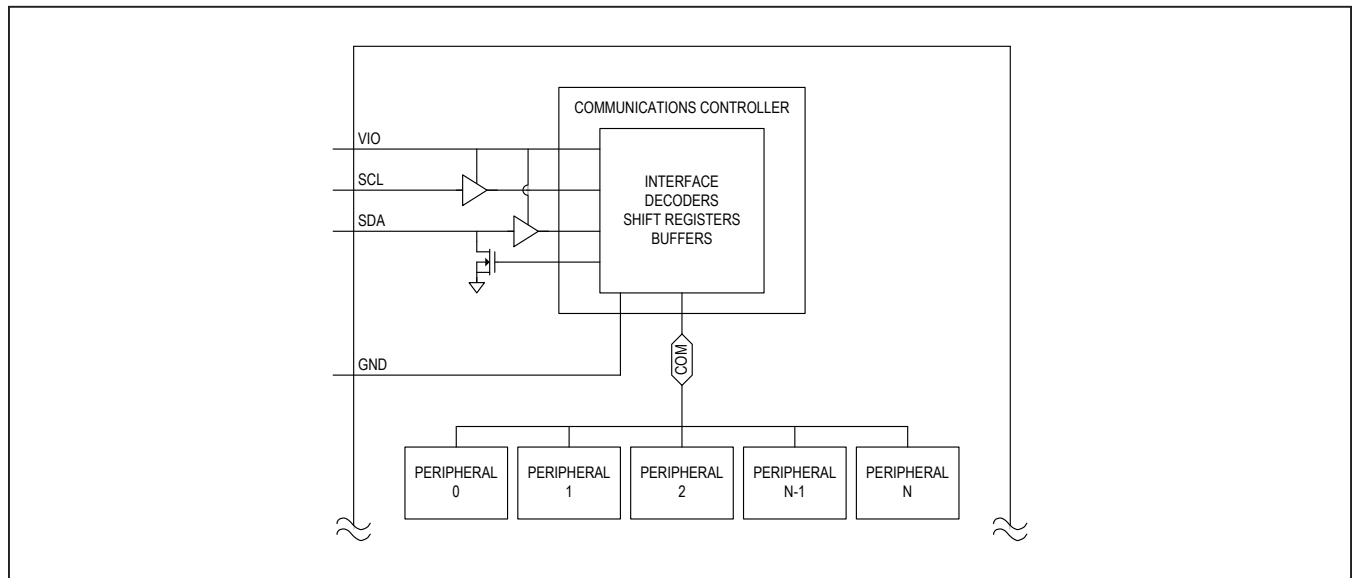 COMMUNICATIONS CONTROLLER
VIO
SCL
SDA
INTERFACE
DECODERS
SHIFT REGISTERS
BUFFERS
GND
COM
PERIPHERAL
0
PERIPHERAL
1
PERIPHERAL
2
PERIPHERAL
N-1
PERIPHERAL
N